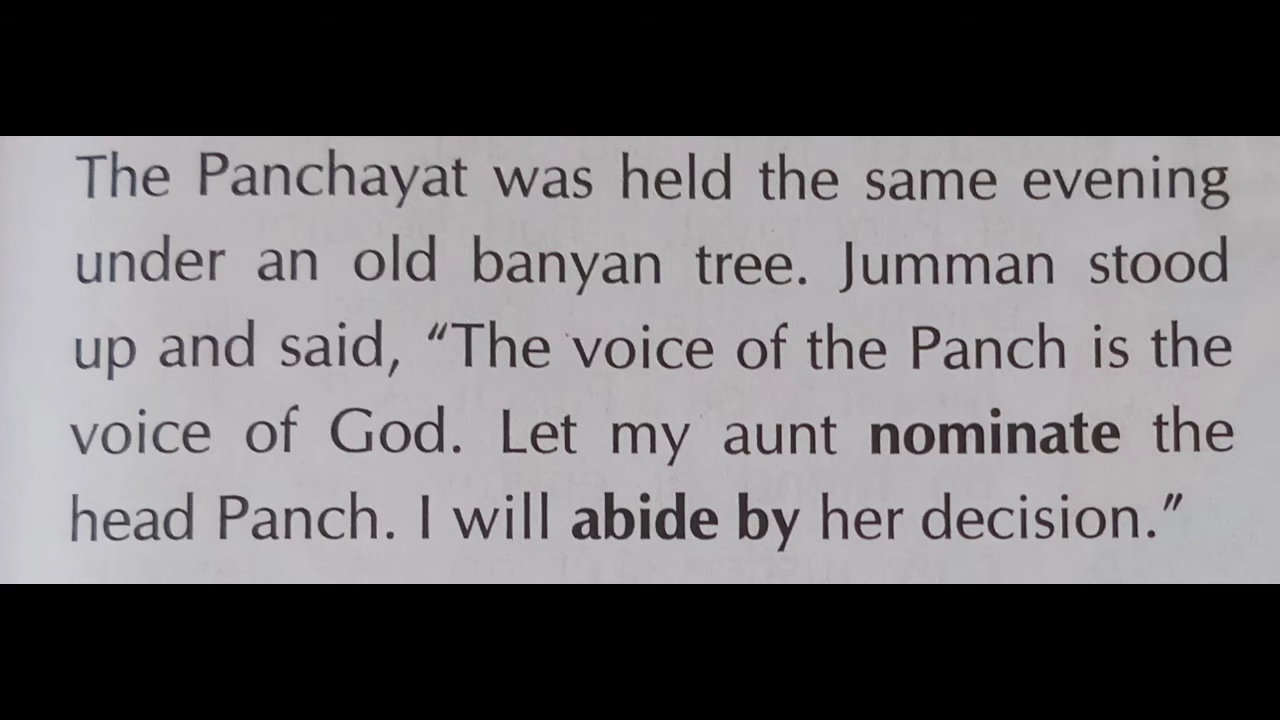 The Panchayat was held the same evening
under an old banyan tree. Jumman stood
up and said, “The voice of the Panch is the
voice of God. Let my aunt nominate the
head Panch. I will abide by her decision.”